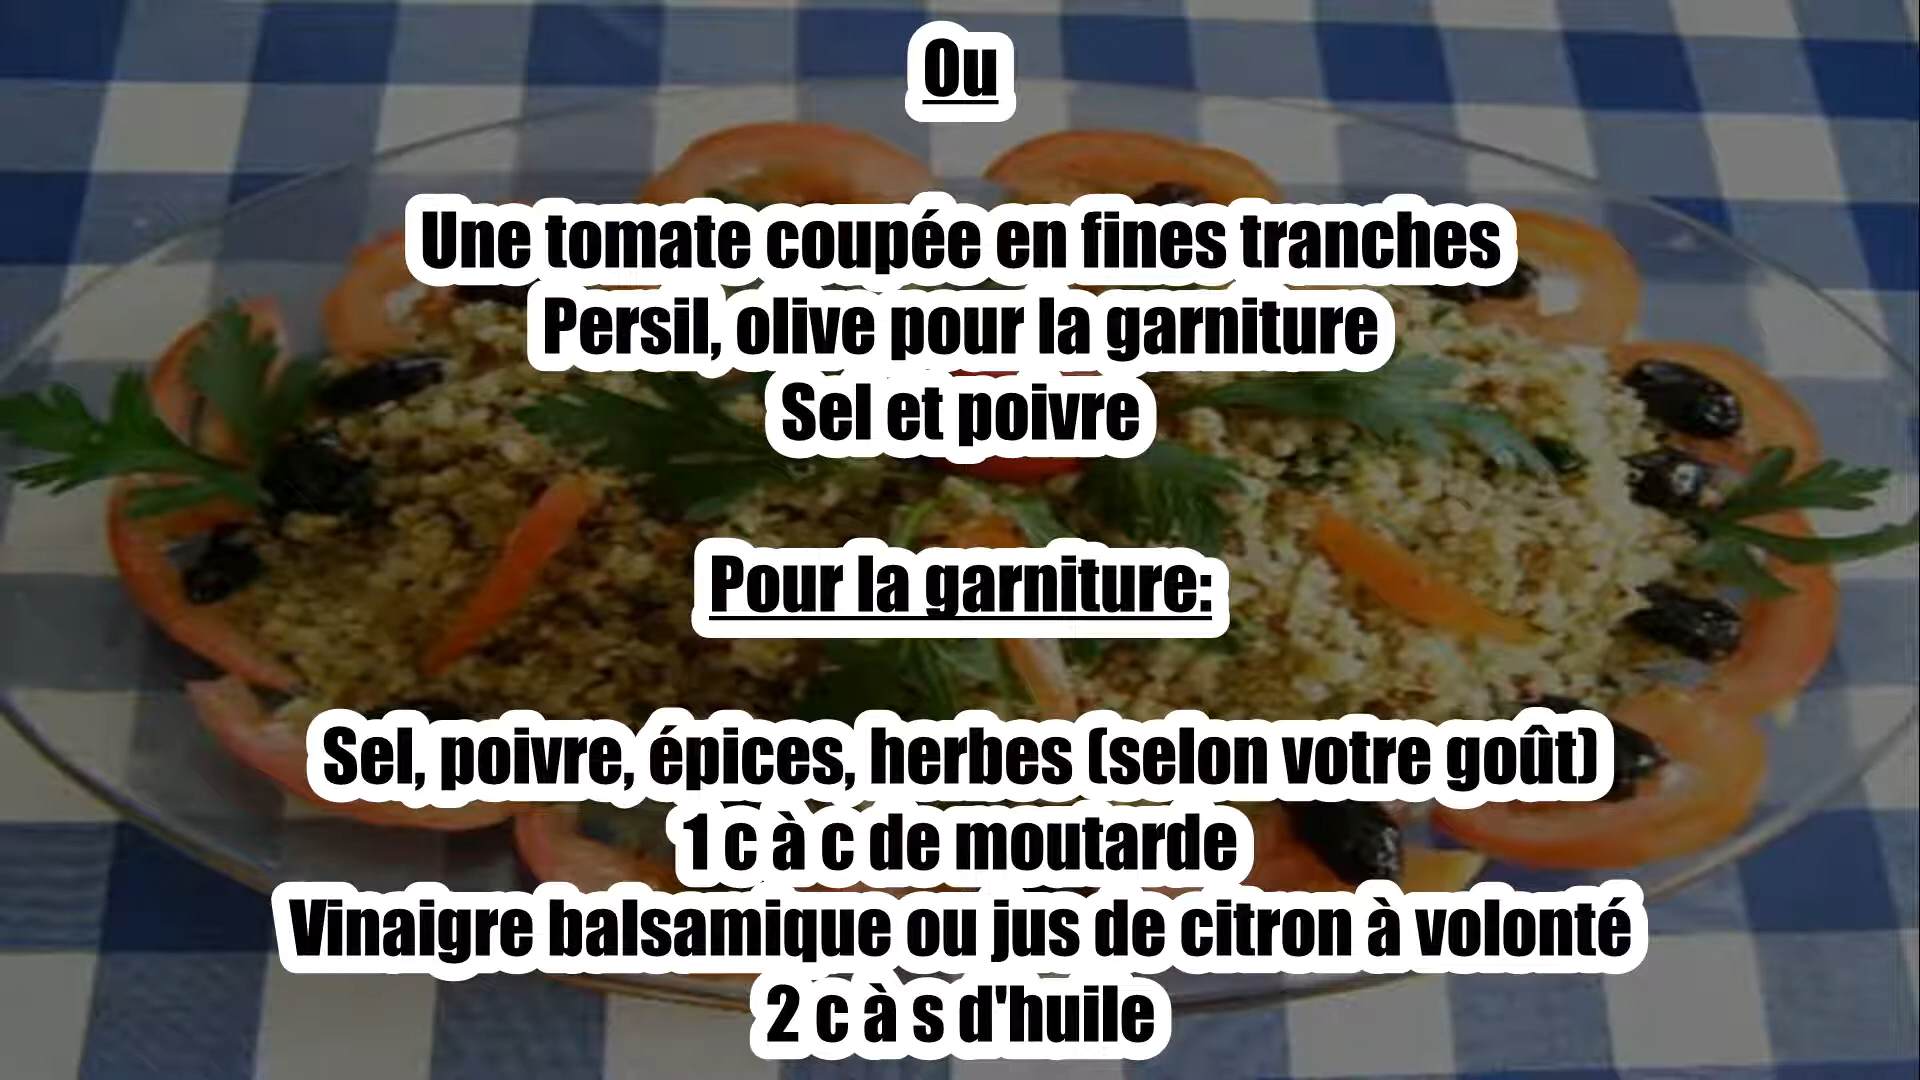 Ou
Une tomate coupée en fines tranches
Persil, olive pour la garniture
Sel et poivre
Pour la garniture:
Sel, poivre, épices, herbes (selon votre goût)
1 c à c de moutarde
Vinaigre balsamique ou jus de citron à volonté
2 c à s d'huile